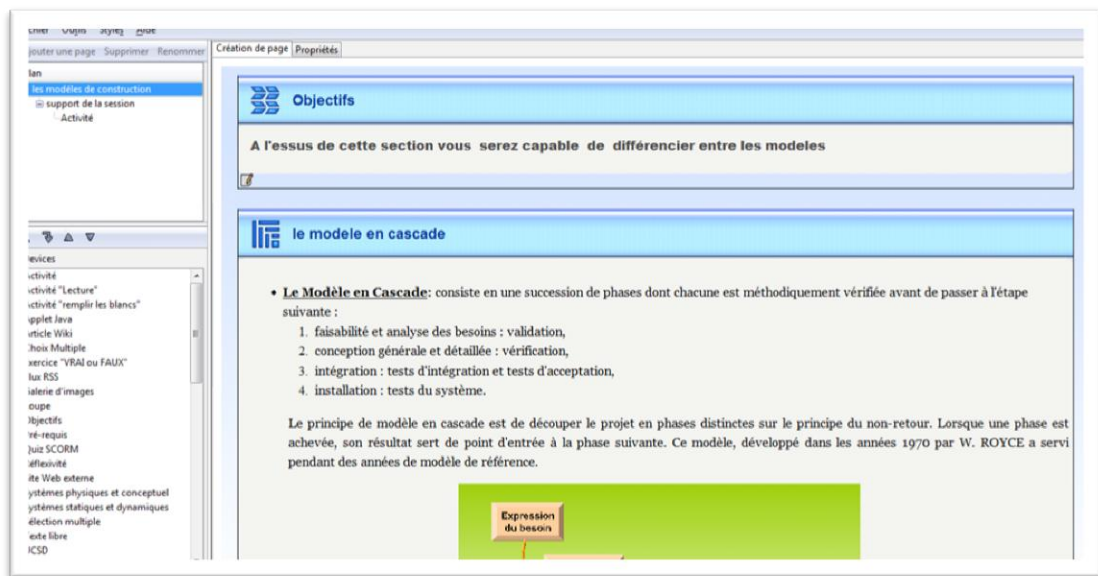 Outils Styles Aide
jouter une page Supprimer Renommer
Création de page Propriétés
lan
les modéles de construction
support de la session
Activité
Objectifs
A l'essus de cette section vous serez capable de différencier entre les modeles
le modele en cascade
evices
ctivité
ctivité "Lecture"
ctivité "remplir les blancs"
pplet Java
rticle Wiki
Choix Multiple
xercice "VRAI ou FAUX"
lux RSS
alerie d'images
oupe
Objectifs
ré-requis
Quiz SCORM
éflexivité
ite Web externe
ystèmes physiques et conceptuel
ystèmes statiques et dynamiques
élection multiple
exte libre
ICSD
• Le Modèle en Cascade: consiste en une succession de phases dont chacune est méthodiquement vérifiée avant de passer à l'étape
suivante :
1. faisabilité et analyse des besoins : validation,
2. conception générale et détaillée : vérification,
3. intégration : tests d'intégration et tests d'acceptation,
4. installation : tests du système.
Le principe de modèle en cascade est de découper le projet en phases distinctes sur le principe du non-retour. Lorsque une phase est
achevée, son résultat sert de point d'entrée à la phase suivante. Ce modèle, développé dans les années 1970 par W. ROYCE a servi
pendant des années de modèle de référence.
Expression
du besoin